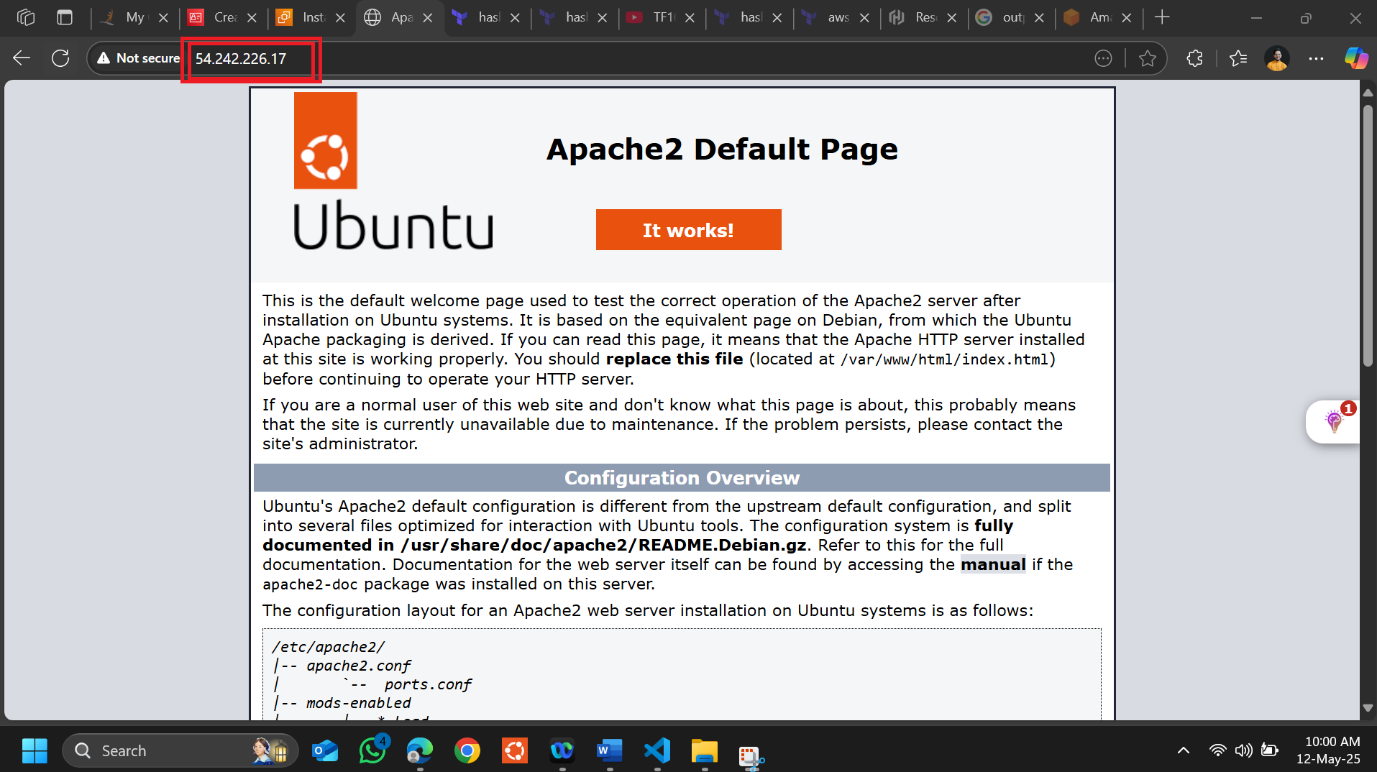 My
Crea
Insta
Apa
hasl
hasl
TF1
hasl
aws
Rese
outp
Ama
Not secure
54.242.226.17
Ubuntu
Apache2 Default Page
It works!
This is the default welcome page used to test the correct operation of the Apache2 server after
installation on Ubuntu systems. It is based on the equivalent page on Debian, from which the Ubuntu
Apache packaging is derived. If you can read this page, it means that the Apache HTTP server installed
at this site is working properly. You should replace this file (located at /var/www/html/index.html)
before continuing to operate your HTTP server.
If you are a normal user of this web site and don't know what this page is about, this probably means
that the site is currently unavailable due to maintenance. If the problem persists, please contact the
site's administrator.
1
Configuration Overview
Ubuntu's Apache2 default configuration is different from the upstream default configuration, and split
into several files optimized for interaction with Ubuntu tools. The configuration system is fully
documented in /usr/share/doc/apache2/README.Debian.gz. Refer to this for the full
documentation. Documentation for the web server itself can be found by accessing the manual if the
apache2-doc package was installed on this server.
The configuration layout for an Apache2 web server installation on Ubuntu systems is as follows:
/etc/apache2/
|-- apache2.conf
|       `--  ports.conf
|-- mods-enabled
Search
4
10:00 AM
12-May-25